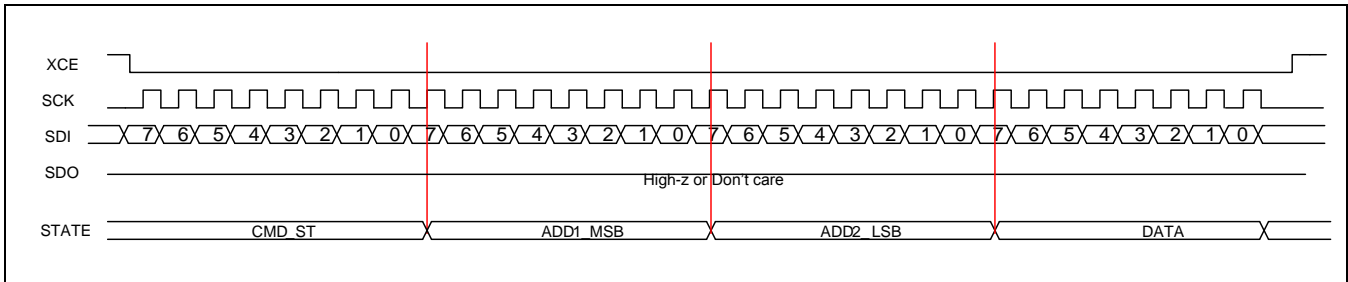 XCE
SCK
SDI 7 6 5 4 3 2 1 0 7 6 5 4 3 2 1 0 7 6 5 4 3 2 1 0 7 6 5 4 3 2 1 0
SDO High-z or Don't care
STATE CMD_ST ADD1_MSB ADD2_LSB DATA